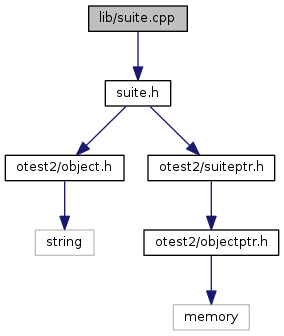 lib/suite.cpp
suite.h
otest2/object.h
otest2/suiteptr.h
string
otest2/objectptr.h
memory